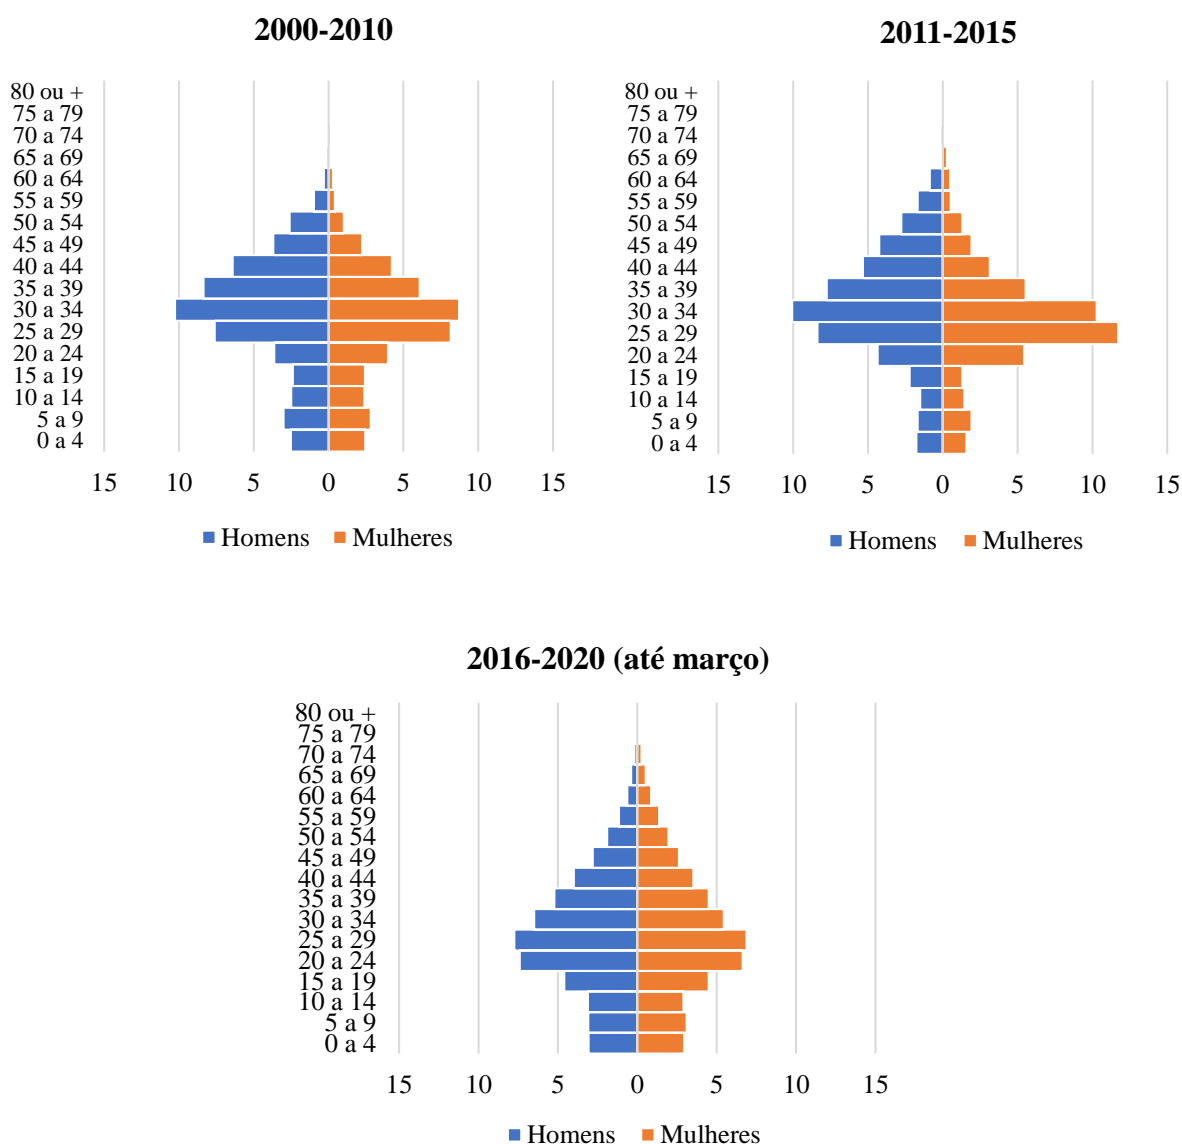 2000-2010
80 ou +
75 a 79
70 a 74
65 a 69
60 a 64
55 a 59
50 a 54
45 a 49
40 a 44
35 a 39
30 a 34
25 a 29
20 a 24
15 a 19
10 a 14
5 a 9
0 a 4
15 10 5 0 5 10 15
Homens Mulheres
2011-2015
80 ou +
75 a 79
70 a 74
65 a 69
60 a 64
55 a 59
50 a 54
45 a 49
40 a 44
35 a 39
30 a 34
25 a 29
20 a 24
15 a 19
10 a 14
5 a 9
0 a 4
15 10 5 0 5 10 15
Homens Mulheres
2016-2020 (até março)
80 ou +
75 a 79
70 a 74
65 a 69
60 a 64
55 a 59
50 a 54
45 a 49
40 a 44
35 a 39
30 a 34
25 a 29
20 a 24
15 a 19
10 a 14
5 a 9
0 a 4
15 10 5 0 5 10 15
Homens Mulheres